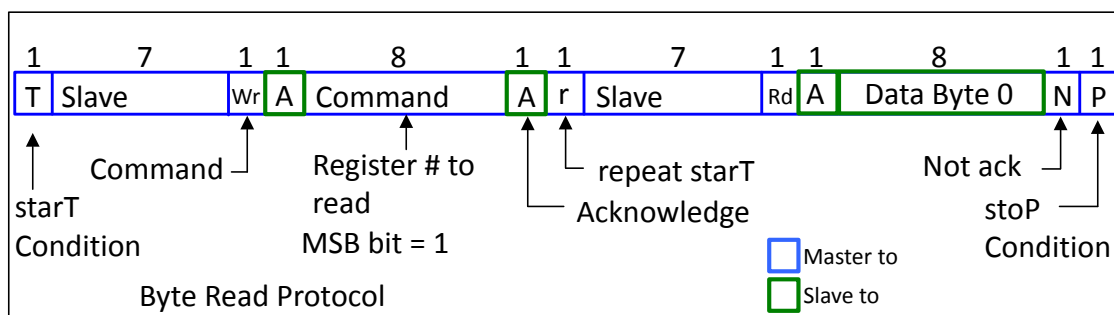 1 7 1 1 8 1 1 7 1 1 8 1 1
T Slave Wr A Command A r Slave Rd A Data Byte 0 N P
Command
Register # to
read
MSB bit = 1
repeat starT
Acknowledge
Not ack
starT
Condition
stoP
Condition
Master to
Slave to
Byte Read Protocol